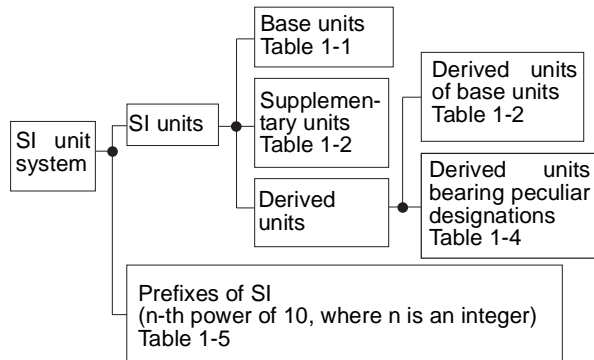 SI unit
system
SI units
Base units
Table 1-1
Supplemen-
tary units
Table 1-2
Derived
units
Derived units
of base units
Table 1-2
Derived units
bearing peculiar
designations
Table 1-4
Prefixes of SI
(n-th power of 10, where n is an integer)
Table 1-5